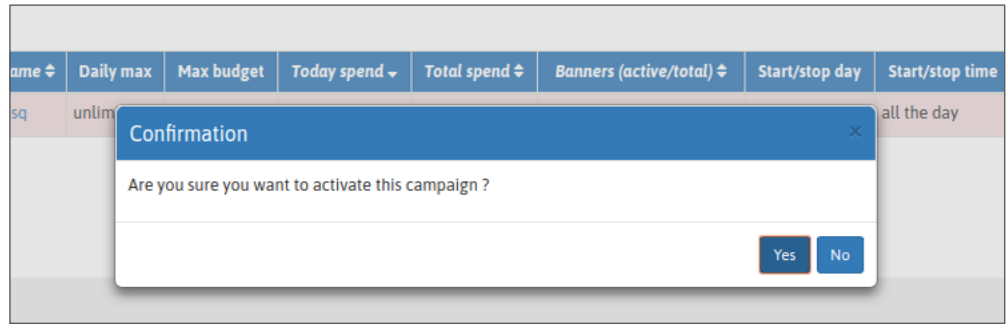 ame Daily max Max budget Today spend Total spend Banners (active/total) Start/stop day Start/stop time
sq unlim all the day
Confirmation ×
Are you sure you want to activate this campaign ?
Yes No